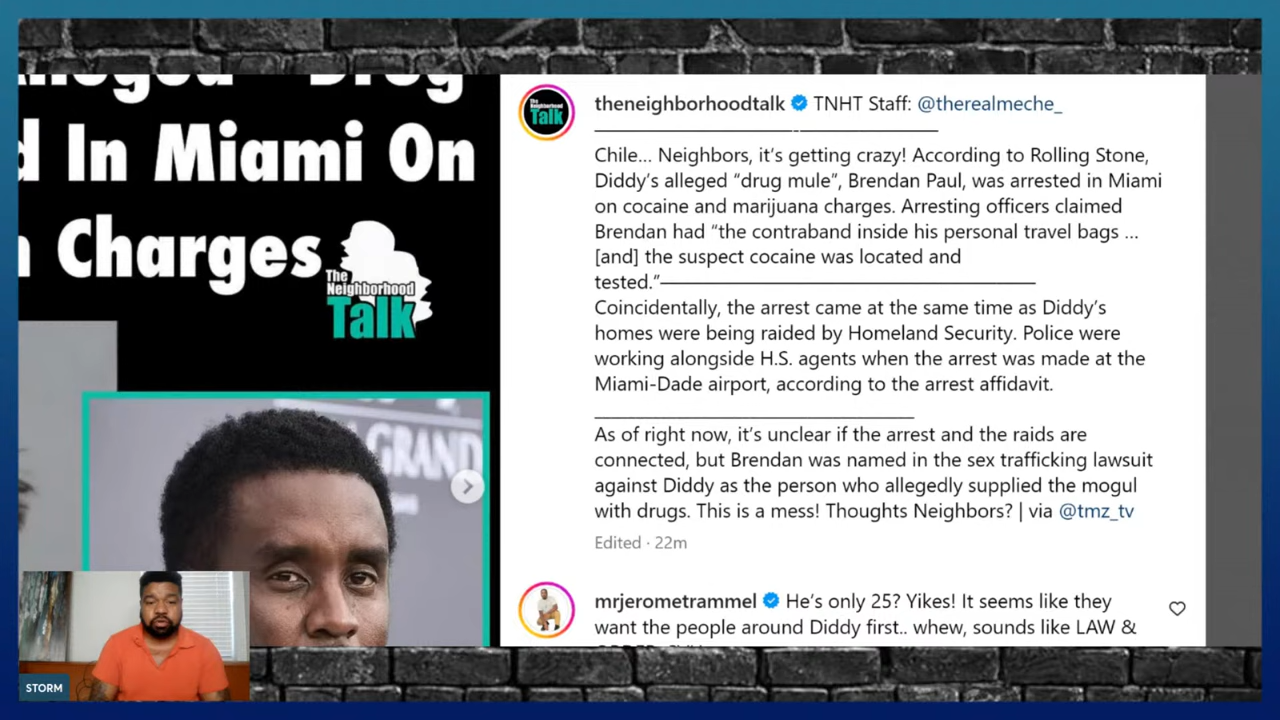 Alleged "Drug
In Miami On
Charges
The
Neighborhood
Talk
GRAND
The
Neighborhood
Talk
theneighborhoodtalk TNHT Staff: @therealmeche_
Chile... Neighbors, it's getting crazy! According to Rolling Stone,
Diddy's alleged “drug mule”, Brendan Paul, was arrested in Miami
on cocaine and marijuana charges. Arresting officers claimed
Brendan had “the contraband inside his personal travel bags ...
[and] the suspect cocaine was located and
tested.”
Coincidentally, the arrest came at the same time as Diddy's
homes were being raided by Homeland Security. Police were
working alongside H.S. agents when the arrest was made at the
Miami-Dade airport, according to the arrest affidavit.
As of right now, it's unclear if the arrest and the raids are
connected, but Brendan was named in the sex trafficking lawsuit
against Diddy as the person who allegedly supplied the mogul
with drugs. This is a mess! Thoughts Neighbors? | via @tmz_tv
Edited · 22m
mrjerometrammel He's only 25? Yikes! It seems like they
want the people around Diddy first.. whew, sounds like LAW &
STORM